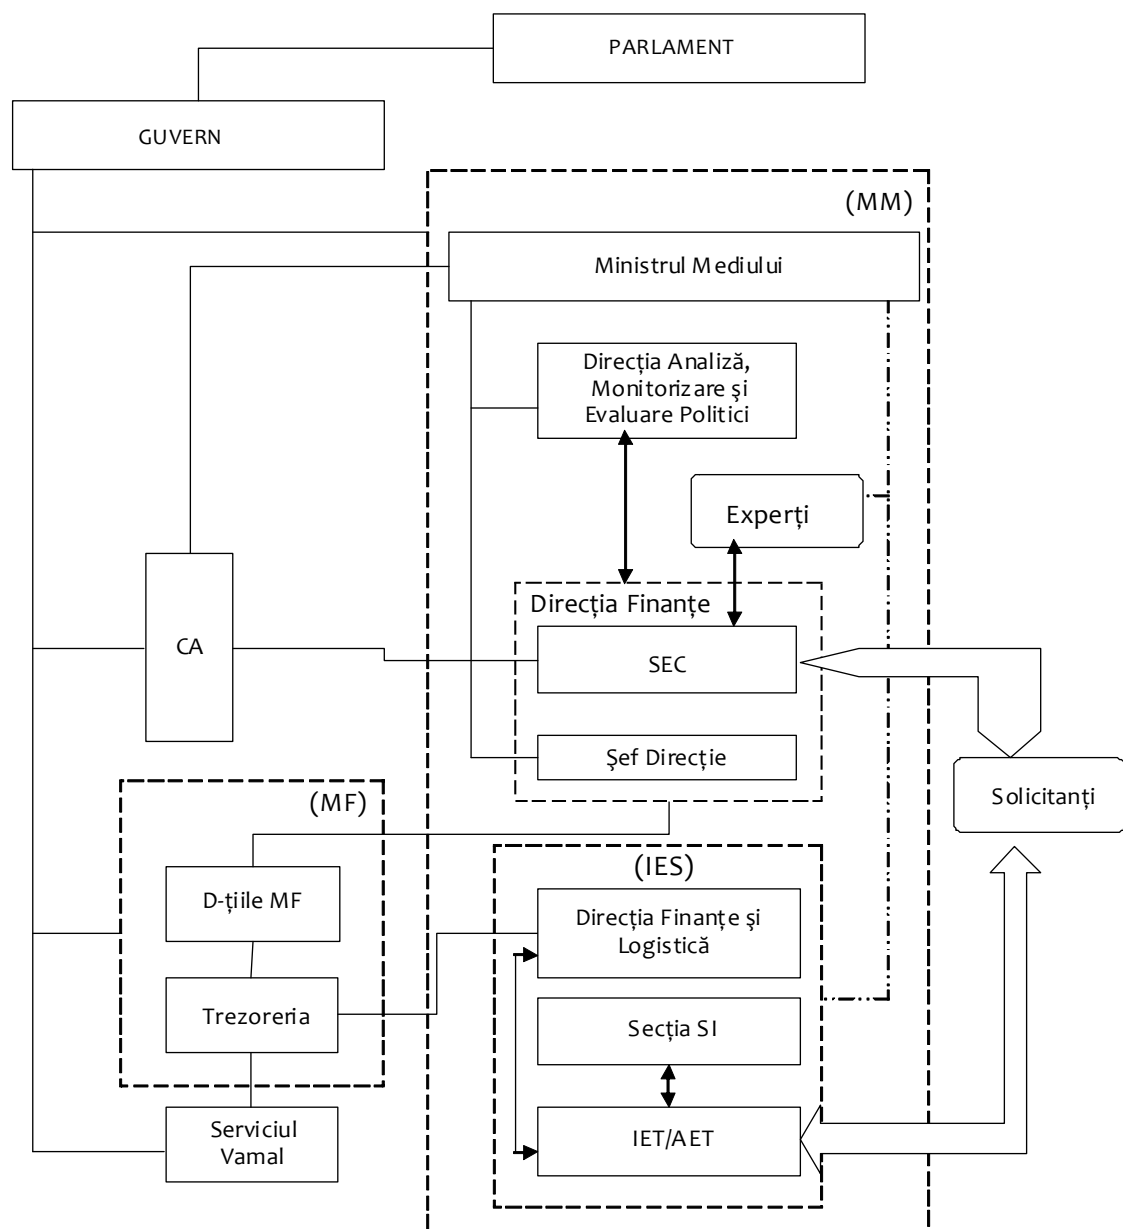 PARLAMENT
GUVERN
(MM)
Ministrul Mediului
Direcția Analiză,
Monitorizare şi
Evaluare Politici
Experți
Direcția Finanțe
CA
SEC
Şef Direcție
Solicitanți
(MF)
(IES)
D-țiile MF
Direcția Finanțe şi
Logistică
Trezoreria
Secția SI
Serviciul
Vamal
IET/AET